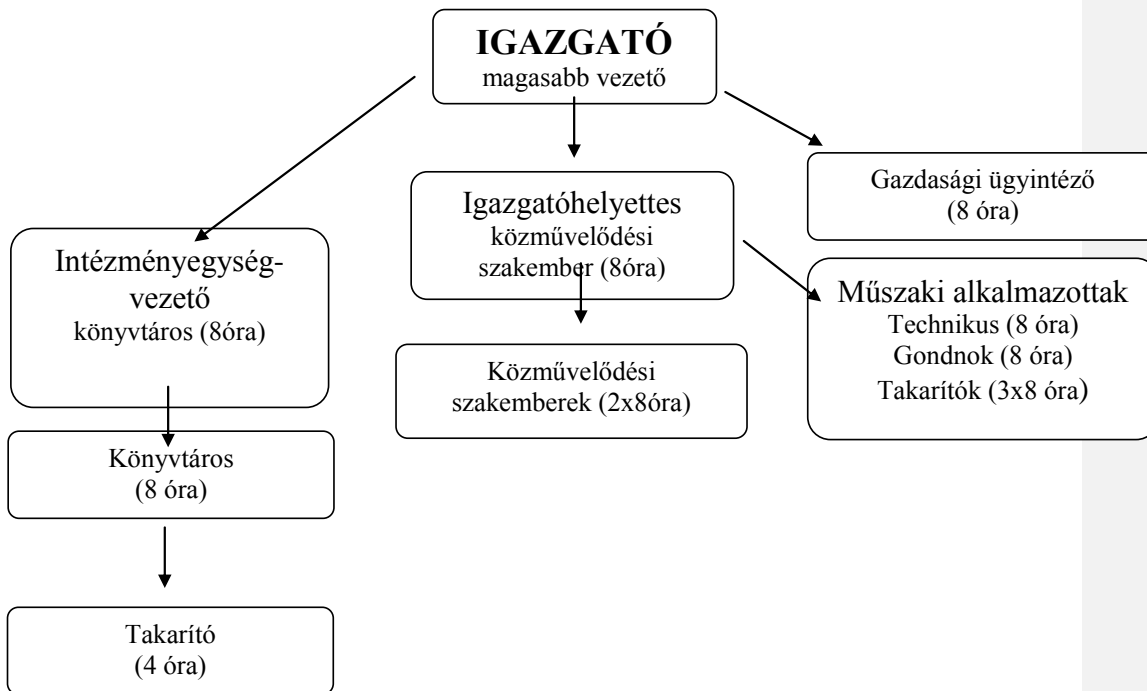 IGAZGATÓ
magasabb vezető
Gazdasági ügyintéző
(8 óra)
Igazgatóhelyettes
közművelődési
szakember (8óra)
Intézményegység-
vezető
könyvtáros (8óra)
Műszaki alkalmazottak
Technikus (8 óra)
Gondnok (8 óra)
Takarítók (3x8 óra)
Közművelődési
szakemberek (2x8óra)
Könyvtáros
(8 óra)
Takarító
(4 óra)